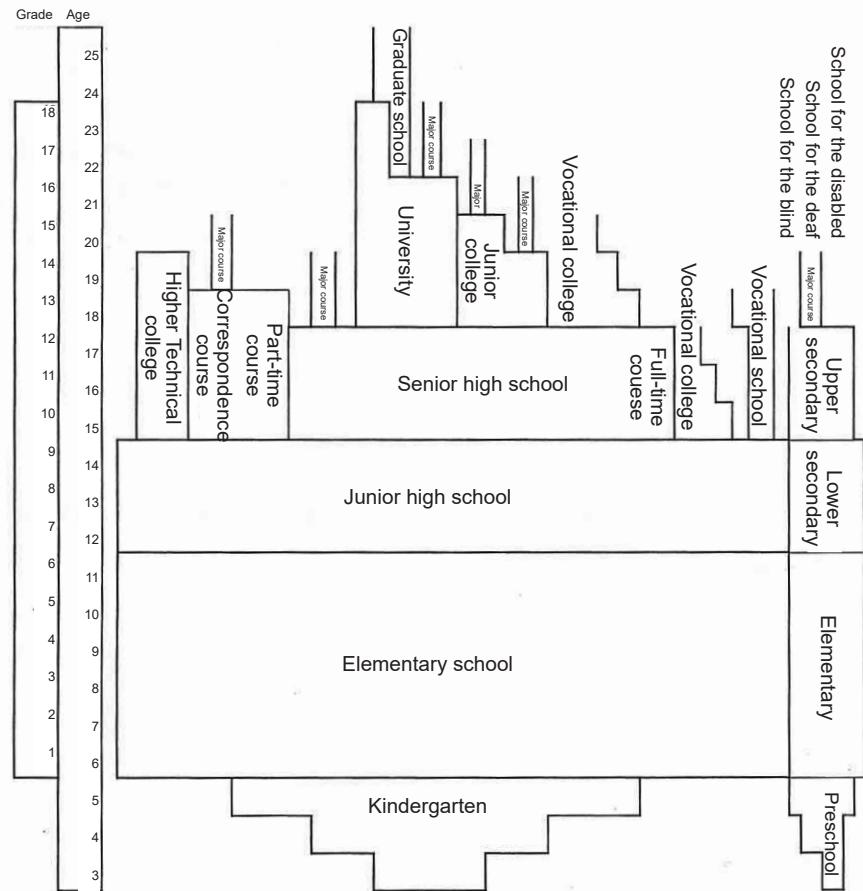 Grade Age
25
24
23
22
21
20
19
18
17
16
15
14
13
12
11
10
9
8
7
6
5
4
3
18
17
16
15
14
13
12
11
10
9
8
7
6
5
4
3
2
1
Higher Technical
college
Major course
Correspondence
course
Part-time
course
Major course
Graduate school
Major course
University
Major
Junior
college
Major course
Vocational college
Senior high school
Full-time
couese
Vocational college
Vocational school
School for the disabled
School for the deaf
School for the blind
Major course
Upper
secondary
Junior high school
Lower
secondary
Elementary school
Elementary
Kindergarten
Preschool